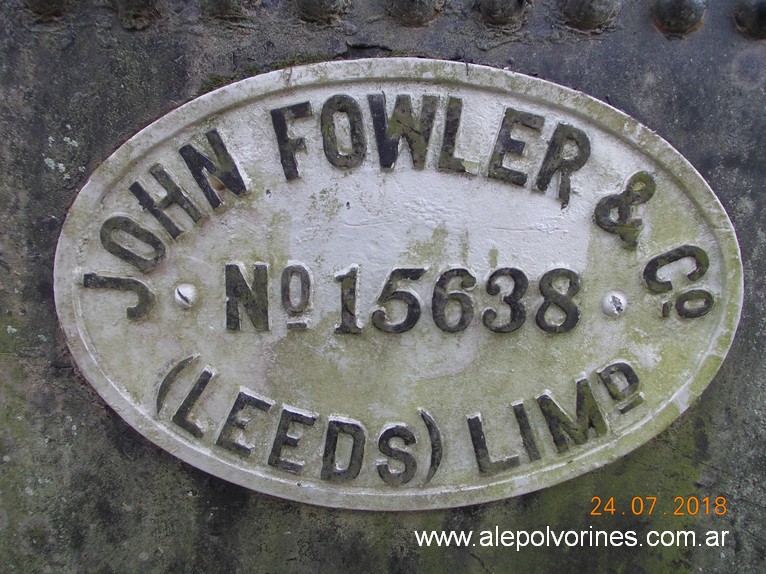 JOHN FOWLER & Co
No 15638
(LEEDS) LIMD
24.07.2018
www.alepolvorines.com.ar